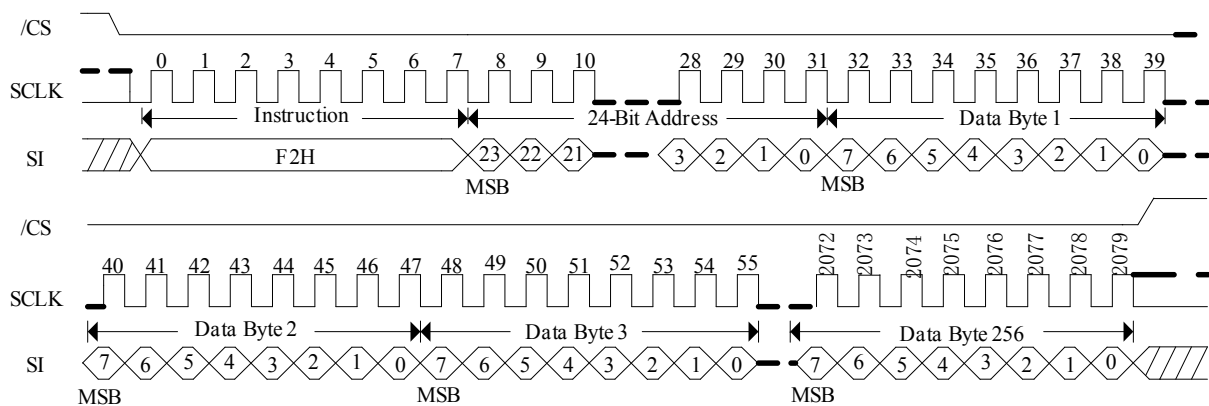 /CS
0 1 2 3 4 5 6 7 8 9 10 28 29 30 31 32 33 34 35 36 37 38 39
SCLK
Instruction 24-Bit Address Data Byte 1
SI F2H 23 22 21 3 2 1 0 7 6 5 4 3 2 1 0
MSB MSB
/CS
40 41 42 43 44 45 46 47 48 49 50 51 52 53 54 55 2072 2073 2074 2075 2076 2077 2078 2079
SCLK
Data Byte 2 Data Byte 3 Data Byte 256
SI 7 6 5 4 3 2 1 0 7 6 5 4 3 2 1 0 7 6 5 4 3 2 1 0
MSB MSB MSB